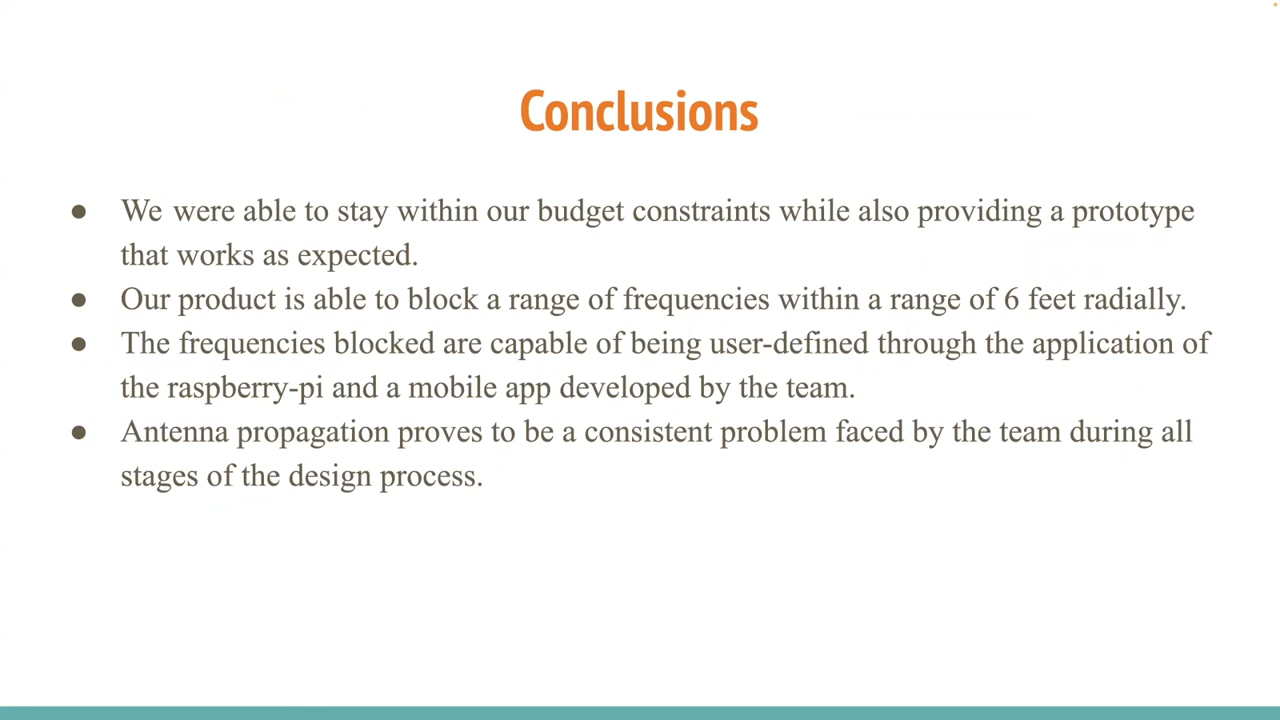 Conclusions
● We were able to stay within our budget constraints while also providing a prototype
that works as expected.
● Our product is able to block a range of frequencies within a range of 6 feet radially.
● The frequencies blocked are capable of being user-defined through the application of
the raspberry-pi and a mobile app developed by the team.
● Antenna propagation proves to be a consistent problem faced by the team during all
stages of the design process.